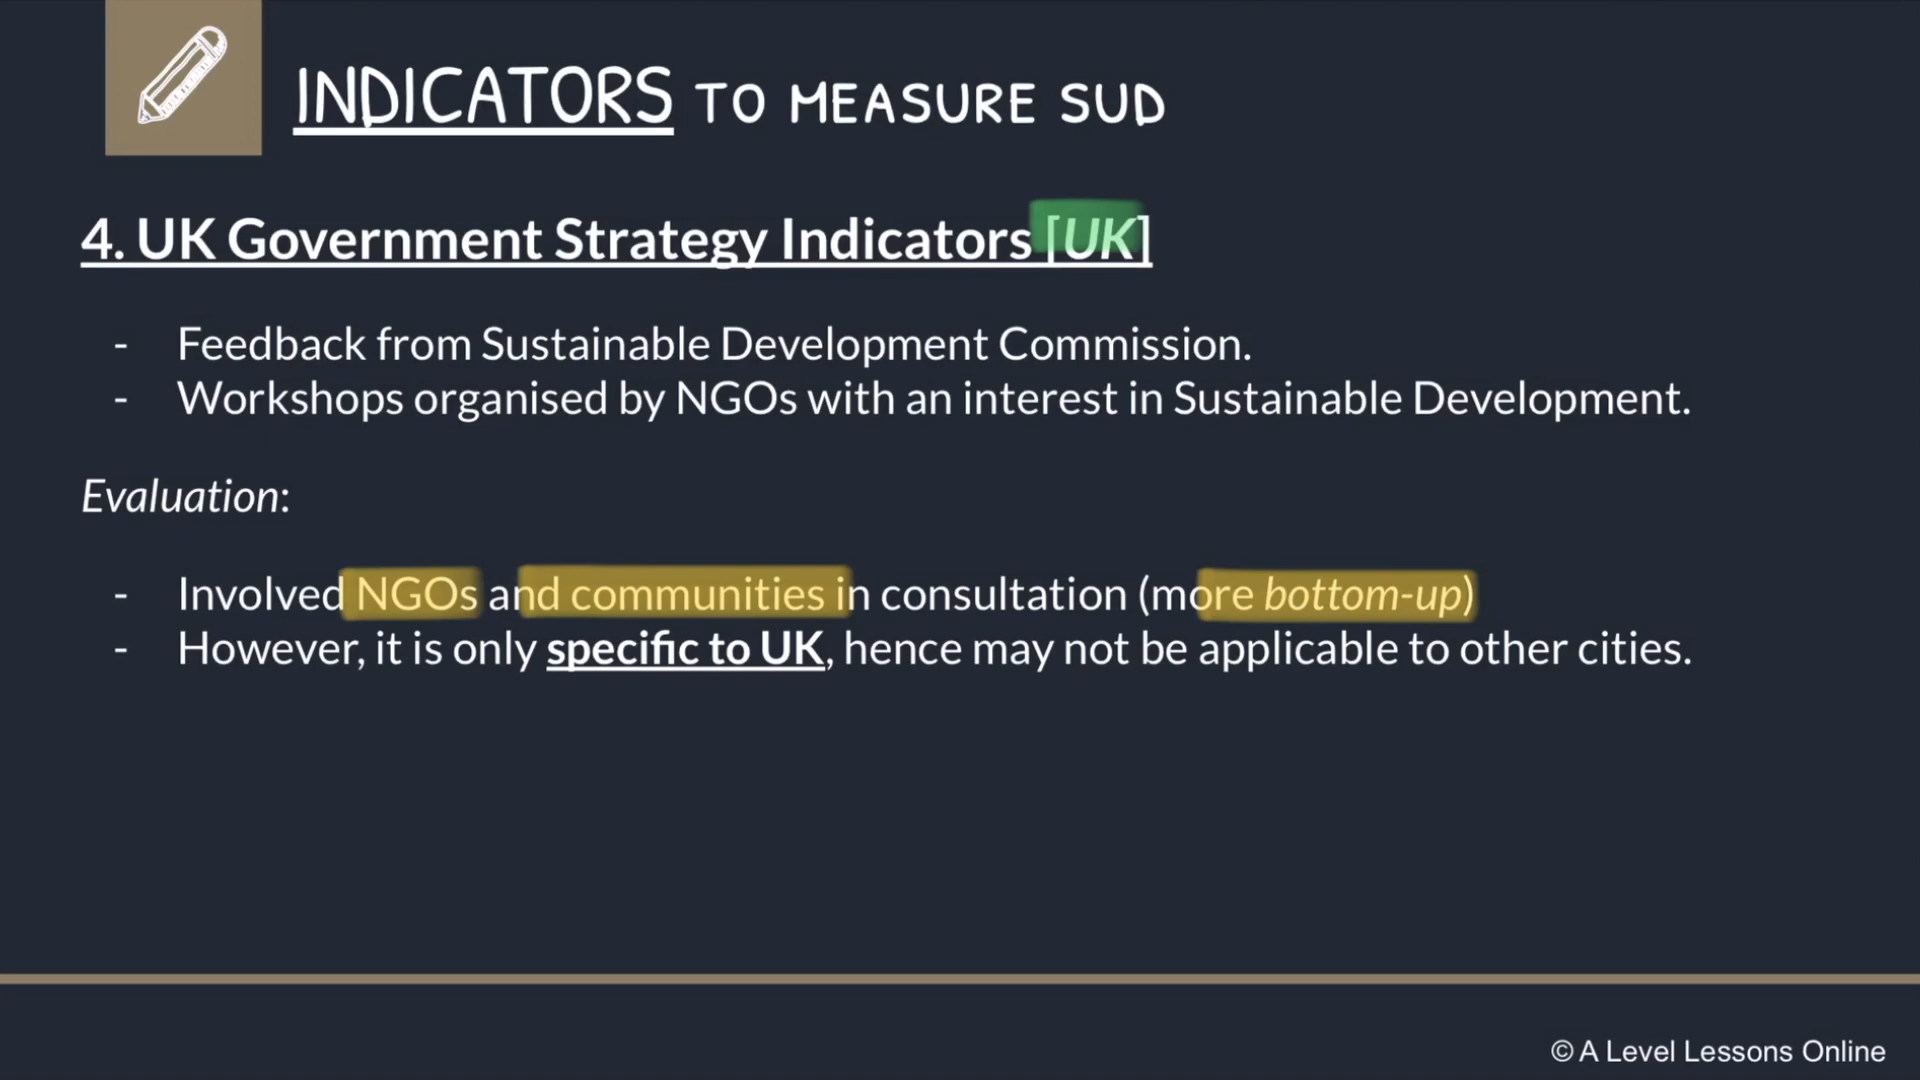 INDICATORS TO MEASURE SUD
4. UK Government Strategy Indicators [UK]
- Feedback from Sustainable Development Commission.
- Workshops organised by NGOs with an interest in Sustainable Development.
Evaluation:
- Involved NGOs and communities in consultation (more bottom-up)
- However, it is only specific to UK, hence may not be applicable to other cities.
© A Level Lessons Online